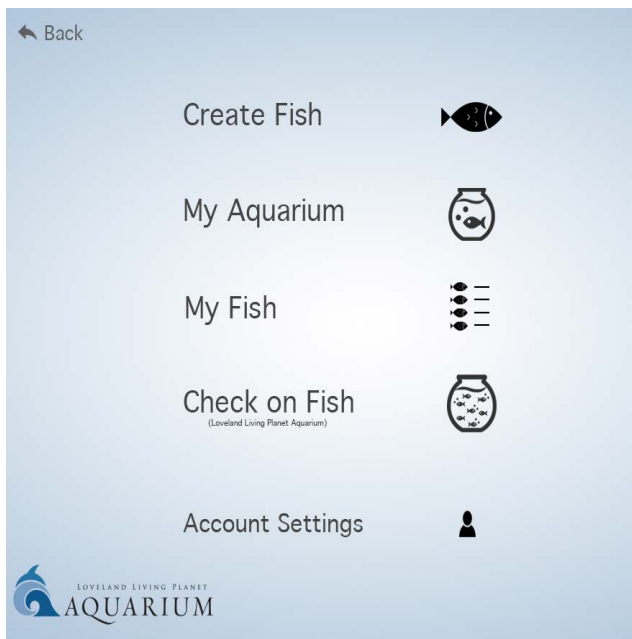 Back
Create Fish
My Aquarium
My Fish
Check on Fish
(Loveland Living Planet Aquarium)
Account Settings
LOVELAND LIVING PLANET
AQUARIUM